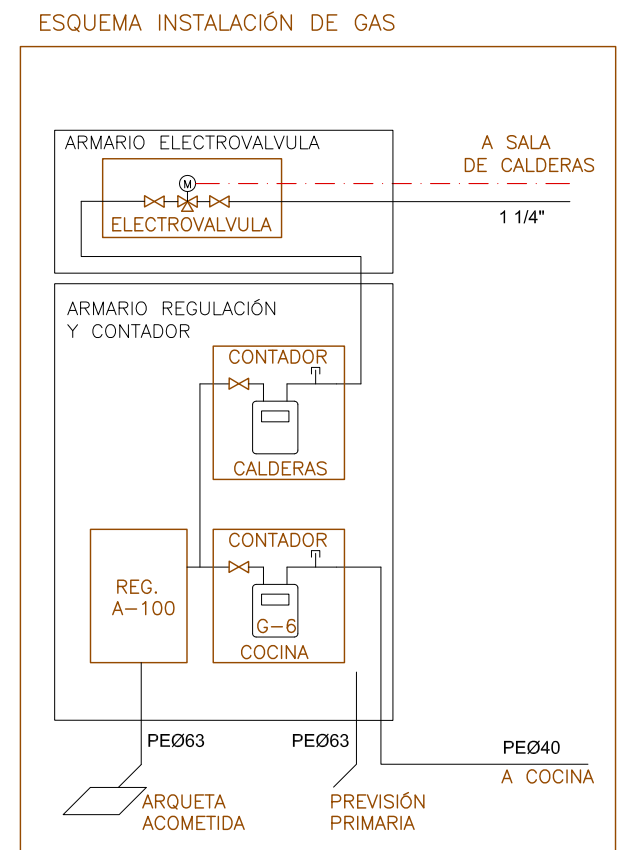 ESQUEMA INSTALACIÓN DE GAS
ARMARIO ELECTROVALVULA
A SALA
DE CALDERAS
M
ELECTROVALVULA
1 1/4"
ARMARIO REGULACIÓN
Y CONTADOR
CONTADOR
CALDERAS
CONTADOR
REG.
A-100
G-6
COCINA
PEØ63
PEØ63
PEØ40
A COCINA
ARQUETA
ACOMETIDA
PREVISIÓN
PRIMARIA